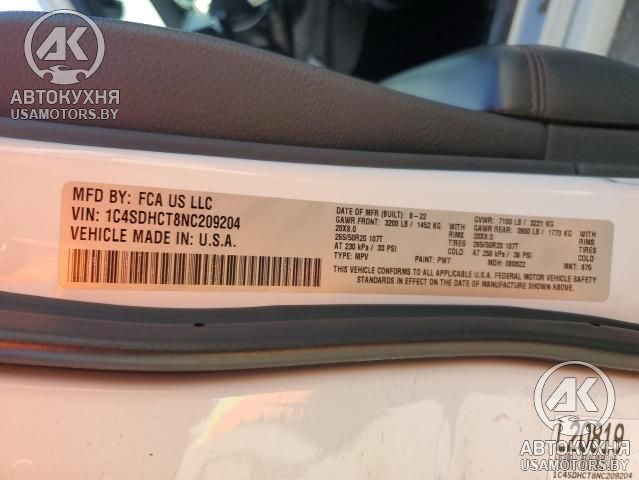 AK
АВТОКУХНЯ
USAMOTORS.BY
MFD BY: FCA US LLC
VIN: 1C4SDHCT8NC209204
VEHICLE MADE IN: U.S.A.
DATE OF MFR (BUILT): 8-22 GVWR: 7100 LB / 3221 KG
GAWR FRONT: 3200 LB / 1452 KG WITH GAWR REAR: 3900 LB / 1770 KG WITH
20X8.0 RIMS 20X8.0 RIMS
265/50R20 107T TIRES 265/50R20 107T TIRES
AT 230 kPa / 33 PSI COLD AT 250 kPa / 36 PSI COLD
TYPE: MPV PAINT: PW7 MDH: 080822 MKT: 975
THIS VEHICLE CONFORMS TO ALL APPLICABLE U.S.A. FEDERAL MOTOR VEHICLE SAFETY
STANDARDS IN EFFECT ON THE DATE OF MANUFACTURE SHOWN ABOVE.
AK
АВТОКУХНЯ
USAMOTORS.BY
L20819
1C4SDHCT8NC209204